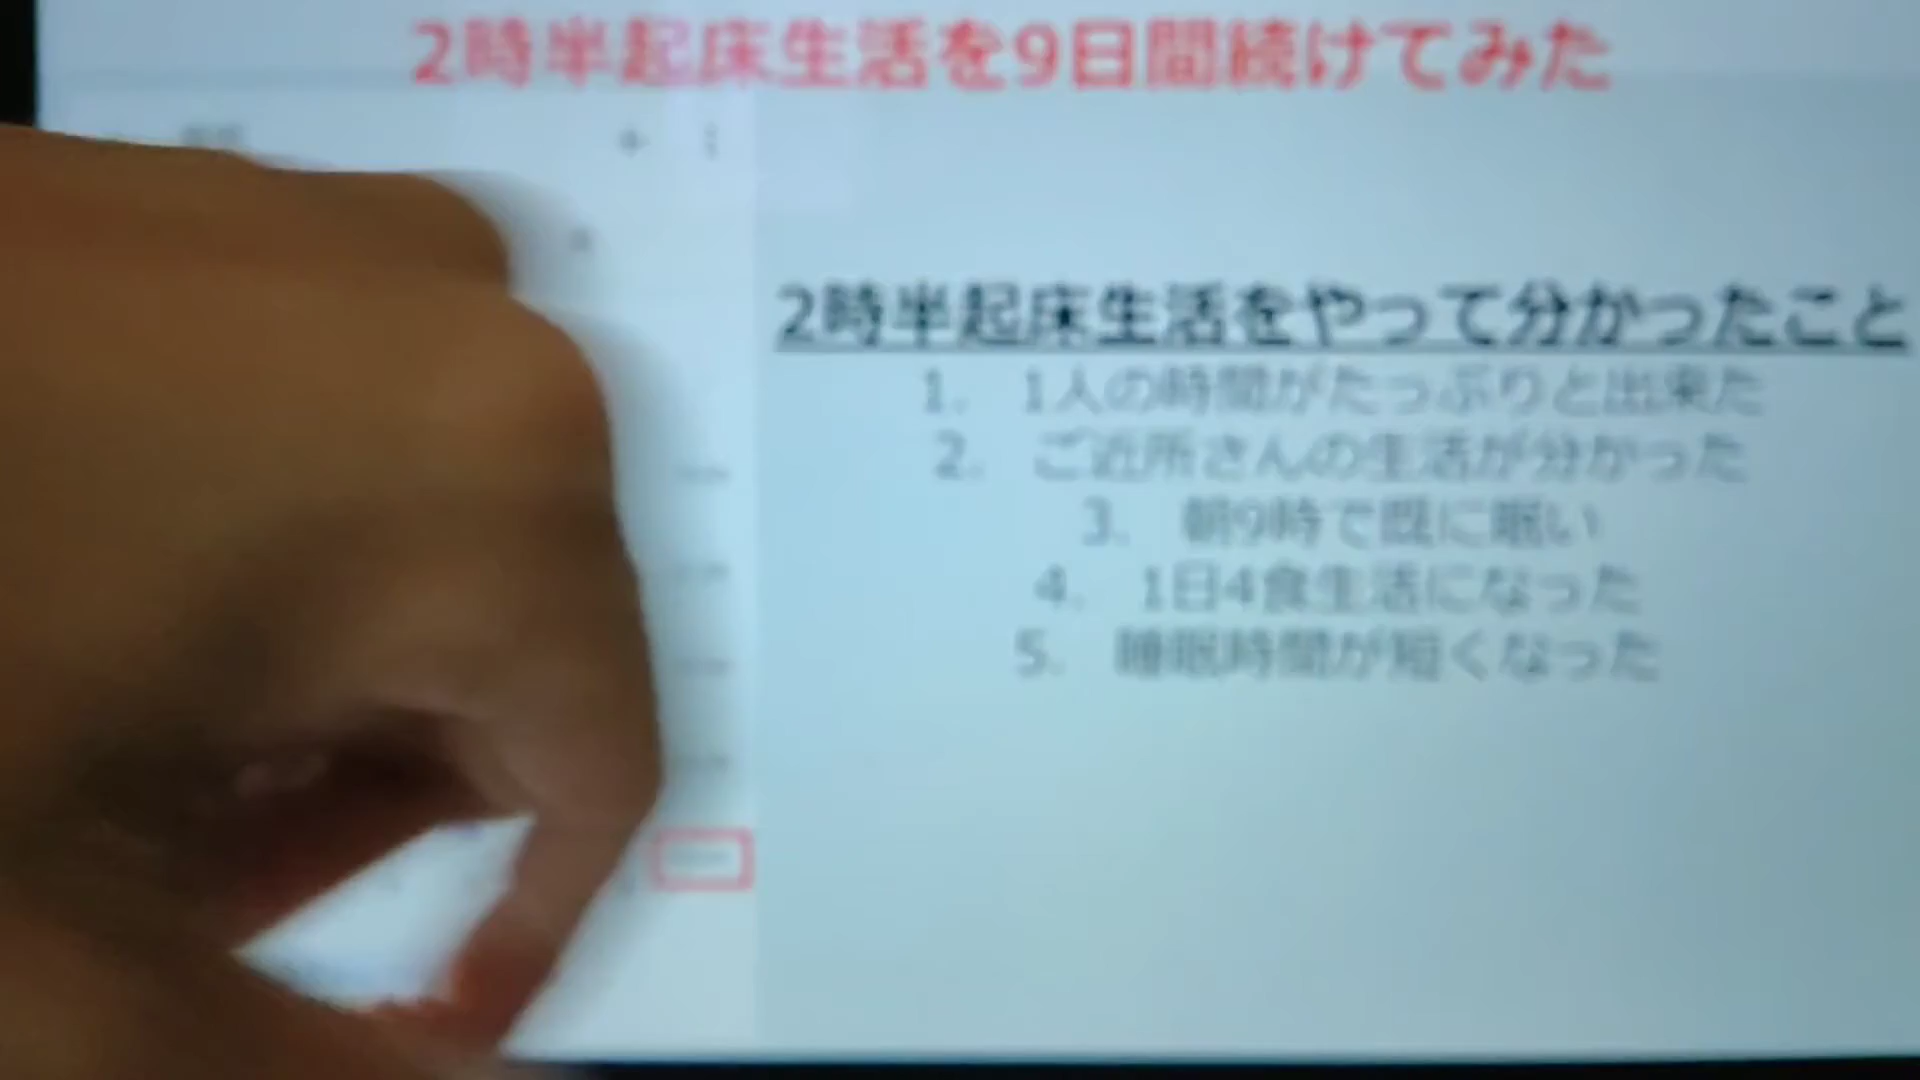 2時半起床生活を9日間続けてみた
2時半起床生活をやって分かったこと
1. 1人の時間がたっぷりと出来た
2. ご近所さんの生活が分かった
3. 朝9時で既に眠い
4. 1日4食生活になった
5. 睡眠時間が短くなった